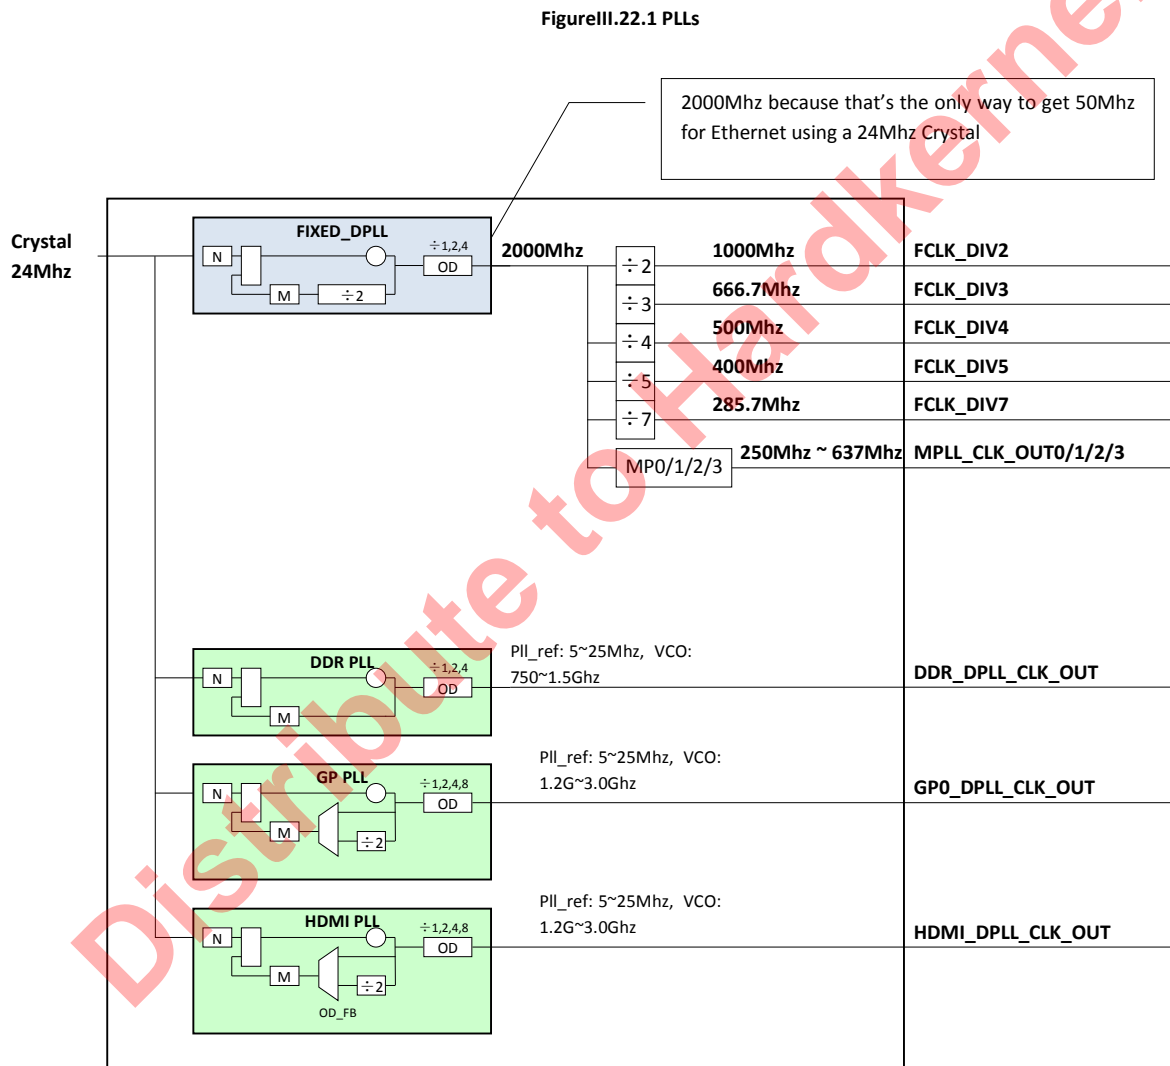 FigureIII.22.1 PLLs
2000Mhz because that's the only way to get 50Mhz
for Ethernet using a 24Mhz Crystal
Crystal
24Mhz
FIXED_DPLL
N
M
÷2
÷1,2,4
OD
2000Mhz
÷2
1000Mhz
FCLK_DIV2
÷3
666.7Mhz
FCLK_DIV3
÷4
500Mhz
FCLK_DIV4
÷5
400Mhz
FCLK_DIV5
÷7
285.7Mhz
FCLK_DIV7
MP0/1/2/3
250Mhz ~ 637Mhz
MPLL_CLK_OUT0/1/2/3
DDR PLL
N
M
÷1,2,4
OD
Pll_ref: 5~25Mhz, VCO:
750~1.5Ghz
DDR_DPLL_CLK_OUT
GP PLL
N
M
÷2
÷1,2,4,8
OD
Pll_ref: 5~25Mhz, VCO:
1.2G~3.0Ghz
GP0_DPLL_CLK_OUT
HDMI PLL
N
M
÷2
OD_FB
÷1,2,4,8
OD
Pll_ref: 5~25Mhz, VCO:
1.2G~3.0Ghz
HDMI_DPLL_CLK_OUT
Distribute to Hardkerne